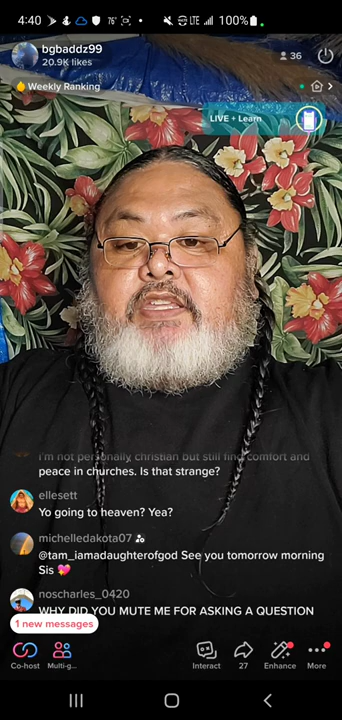 4:40
76°
LTE
100%
bgbaddz99
20.9K likes
36
Weekly Ranking
LIVE + Learn
I'm not personally christian but still find comfort and
peace in churches. Is that strange?
ellesett
Yo going to heaven? Yea?
michelledakota07
@tam_iamadaughterofgod See you tomorrow morning
Sis 💖
noscharles_0420
WHY DID YOU MUTE ME FOR ASKING A QUESTION
1 new messages
Co-host
Multi-g...
Interact
27
Enhance
More